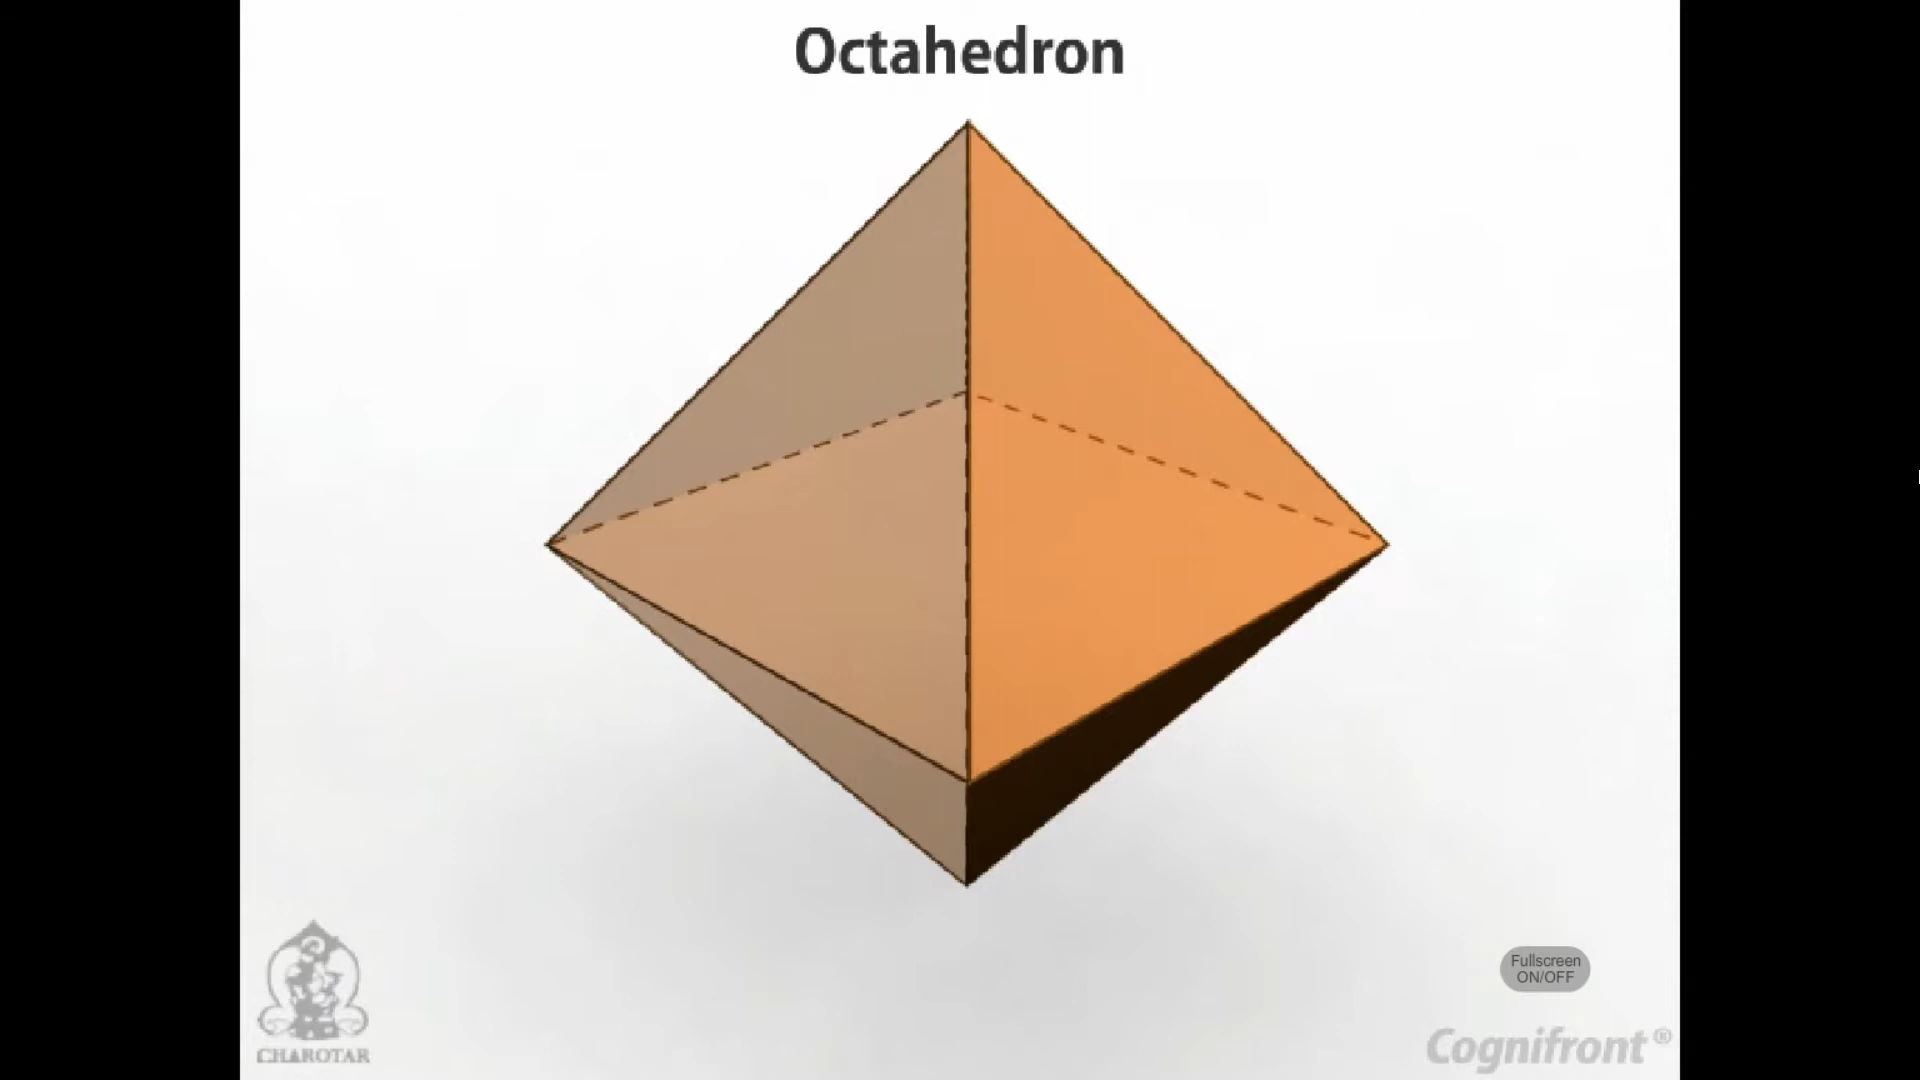 Octahedron
Fullscreen
ON/OFF
CHAROTAR
Cognifront®